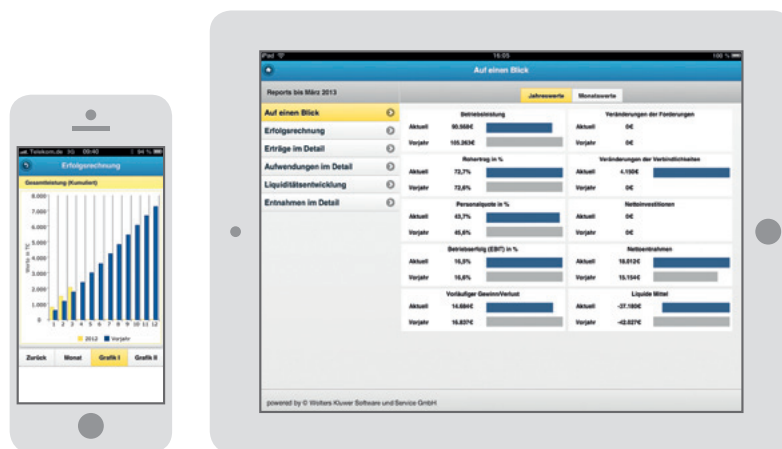 Telekom.de 3G 09:40 94 %
Erfolgsrechnung
Gesamtleistung (Kumuliert)
Werte in T€
8.000
7.000
6.000
5.000
4.000
3.000
2.000
1.000
0
1 2 3 4 5 6 7 8 9 10 11 12
2012 Vorjahr
Zurück Monat Grafik I Grafik II
iPad 16:05 100 %
Auf einen Blick
Reports bis März 2013
Jahreswerte Monatswerte
Auf einen Blick
Erfolgsrechnung
Erträge im Detail
Aufwendungen im Detail
Liquiditätsentwicklung
Entnahmen im Detail
Betriebsleistung
Aktuell 90.568€
Vorjahr 105.263€
Rohertrag in %
Aktuell 72,7%
Vorjahr 72,6%
Personalquote in %
Aktuell 43,7%
Vorjahr 45,6%
Betriebserfolg (EBIT) in %
Aktuell 16,9%
Vorjahr 16,6%
Vorläufiger Gewinn/Verlust
Aktuell 14.684€
Vorjahr 16.837€
Veränderungen der Forderungen
Aktuell 0€
Vorjahr 0€
Veränderungen der Verbindlichkeiten
Aktuell 4.150€
Vorjahr 0€
Nettoinvestitionen
Aktuell 0€
Vorjahr 0€
Nettoentnahmen
Aktuell 18.012€
Vorjahr 15.154€
Liquide Mittel
Aktuell -37.180€
Vorjahr -42.027€
powered by © Wolters Kluwer Software und Service GmbH